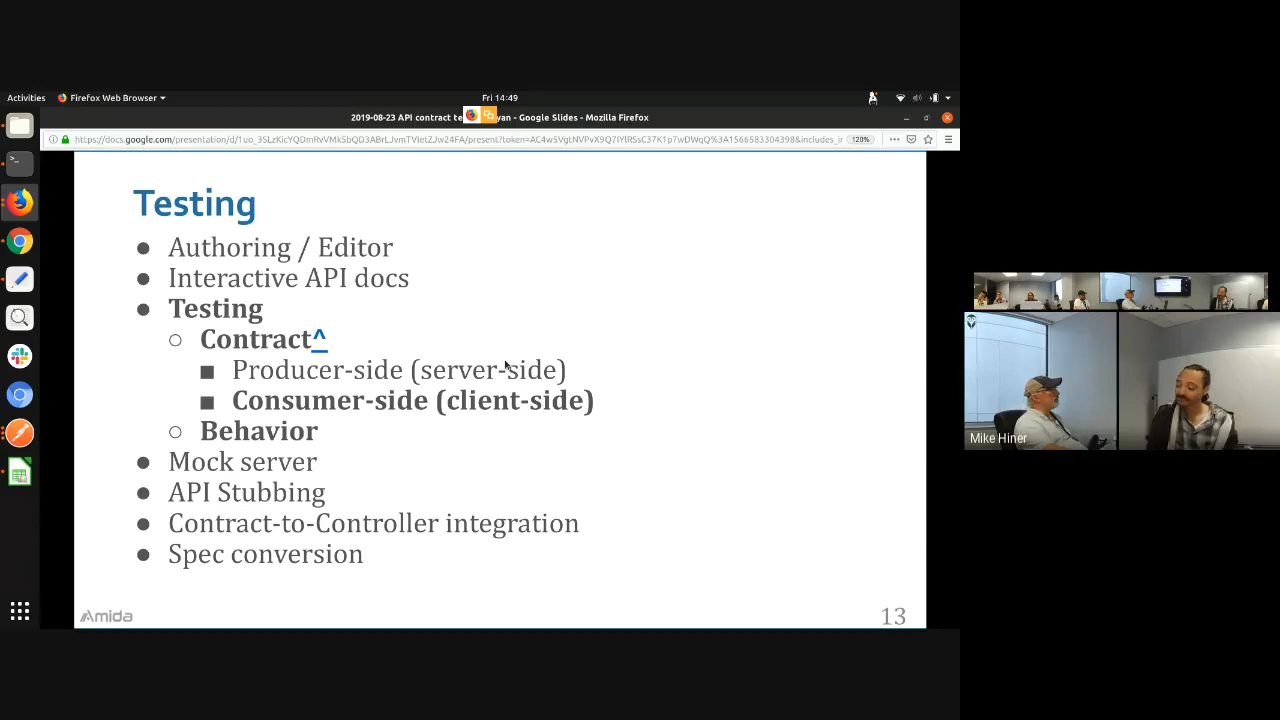 Activities
Firefox Web Browser
Fri 14:49
2019-08-23 API contract te
yan - Google Slides - Mozilla Firefox
120%
Testing
● Authoring / Editor
● Interactive API docs
● Testing
○ Contract^
■ Producer-side (server-side)
■ Consumer-side (client-side)
○ Behavior
● Mock server
● API Stubbing
● Contract-to-Controller integration
● Spec conversion
Amida
13
Mike Hiner